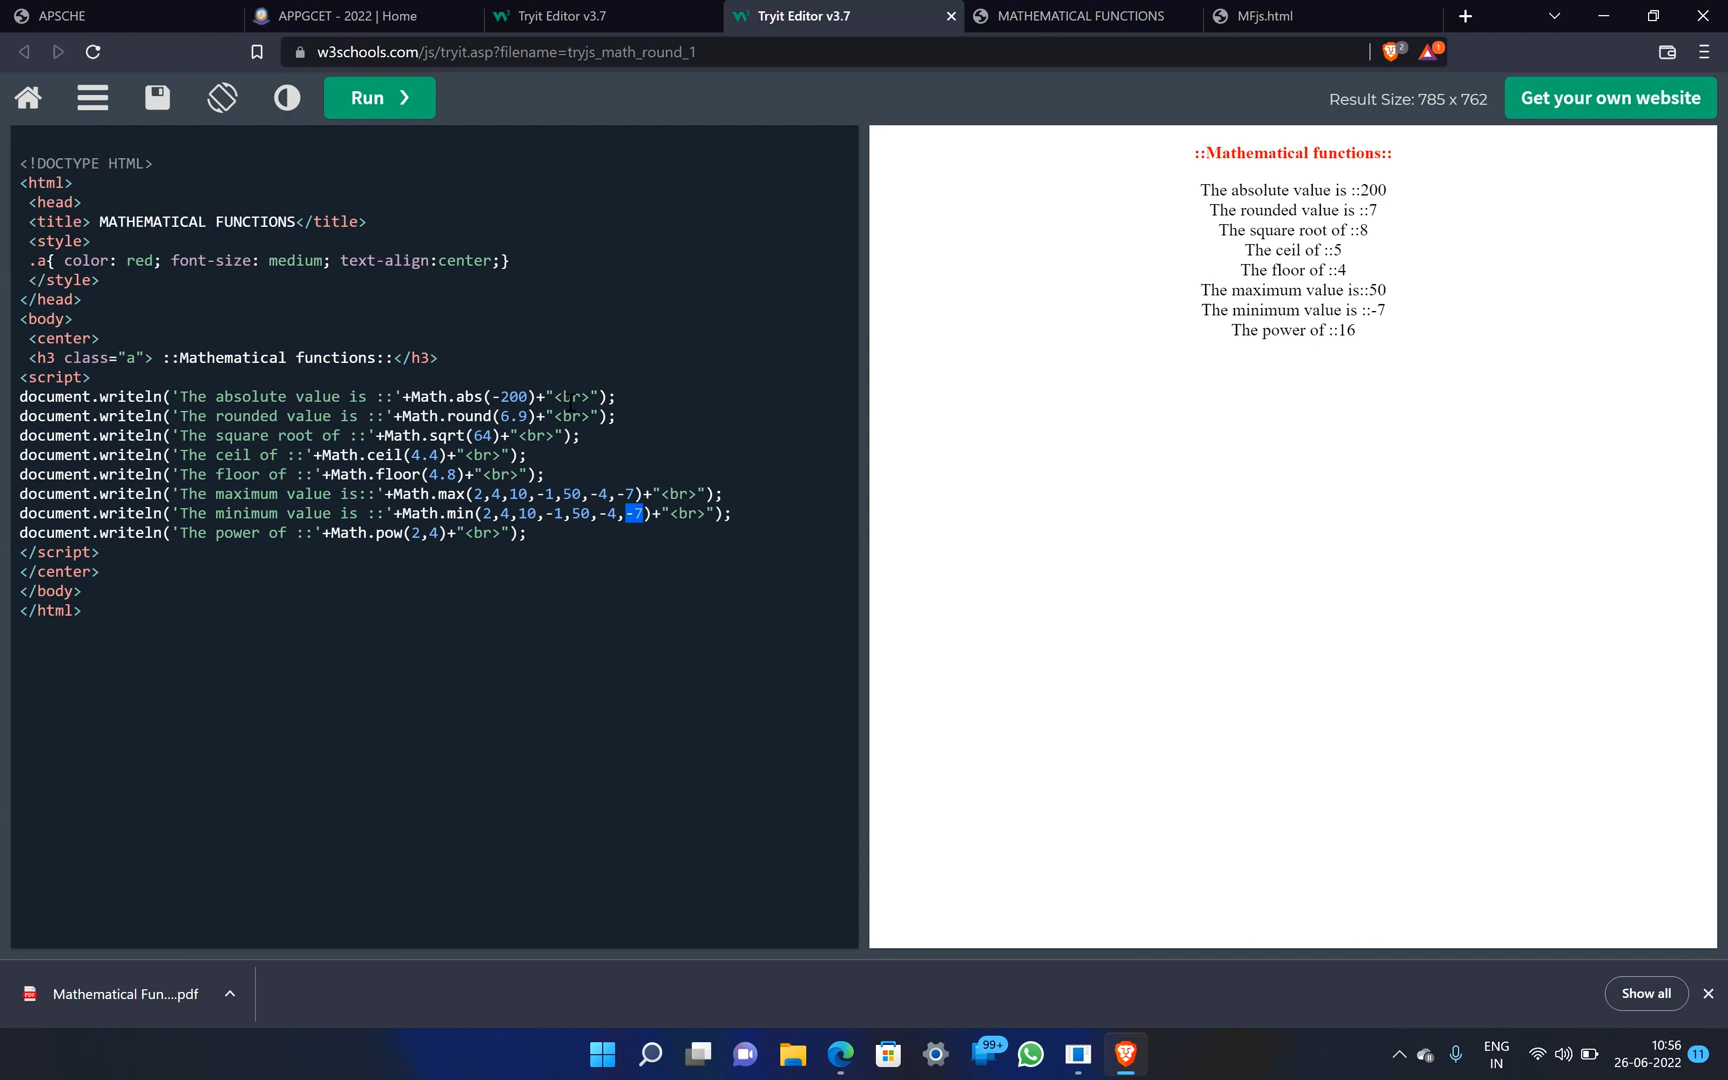 APSCHE
APPGCET - 2022 | Home
Tryit Editor v3.7
Tryit Editor v3.7
MATHEMATICAL FUNCTIONS
MFjs.html
w3schools.com/js/tryit.asp?filename=tryjs_math_round_1
2
1
Run ❯
Result Size: 785 x 762
Get your own website
<!DOCTYPE HTML>
<html>
<head>
<title> MATHEMATICAL FUNCTIONS</title>
<style>
.a{ color: red; font-size: medium; text-align:center;}
</style>
</head>
<body>
<center>
<h3 class="a"> ::Mathematical functions::</h3>
<script>
document.writeln('The absolute value is ::'+Math.abs(-200)+"<br>");
document.writeln('The rounded value is ::'+Math.round(6.9)+"<br>");
document.writeln('The square root of ::'+Math.sqrt(64)+"<br>");
document.writeln('The ceil of ::'+Math.ceil(4.4)+"<br>");
document.writeln('The floor of ::'+Math.floor(4.8)+"<br>");
document.writeln('The maximum value is::'+Math.max(2,4,10,-1,50,-4,-7)+"<br>");
document.writeln('The minimum value is ::'+Math.min(2,4,10,-1,50,-4,-7)+"<br>");
document.writeln('The power of ::'+Math.pow(2,4)+"<br>");
</script>
</center>
</body>
</html>
::Mathematical functions::
The absolute value is ::200
The rounded value is ::7
The square root of ::8
The ceil of ::5
The floor of ::4
The maximum value is::50
The minimum value is ::-7
The power of ::16
Mathematical Fun....pdf
Show all
99+
ENG
IN
10:56
26-06-2022
11